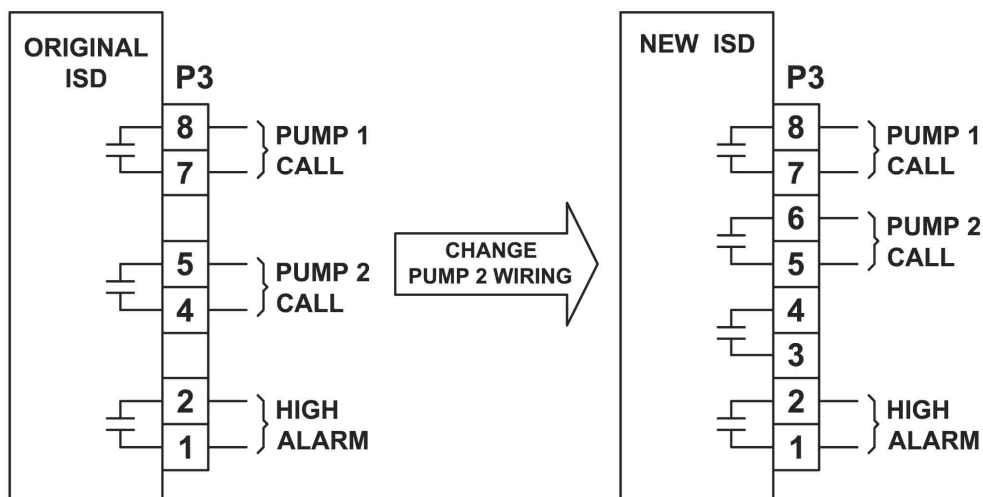 ORIGINAL
ISD
P3
8
7
PUMP 1
CALL
5
4
PUMP 2
CALL
2
1
HIGH
ALARM
CHANGE
PUMP 2 WIRING
NEW ISD
P3
8
7
PUMP 1
CALL
6
5
PUMP 2
CALL
4
3
2
1
HIGH
ALARM